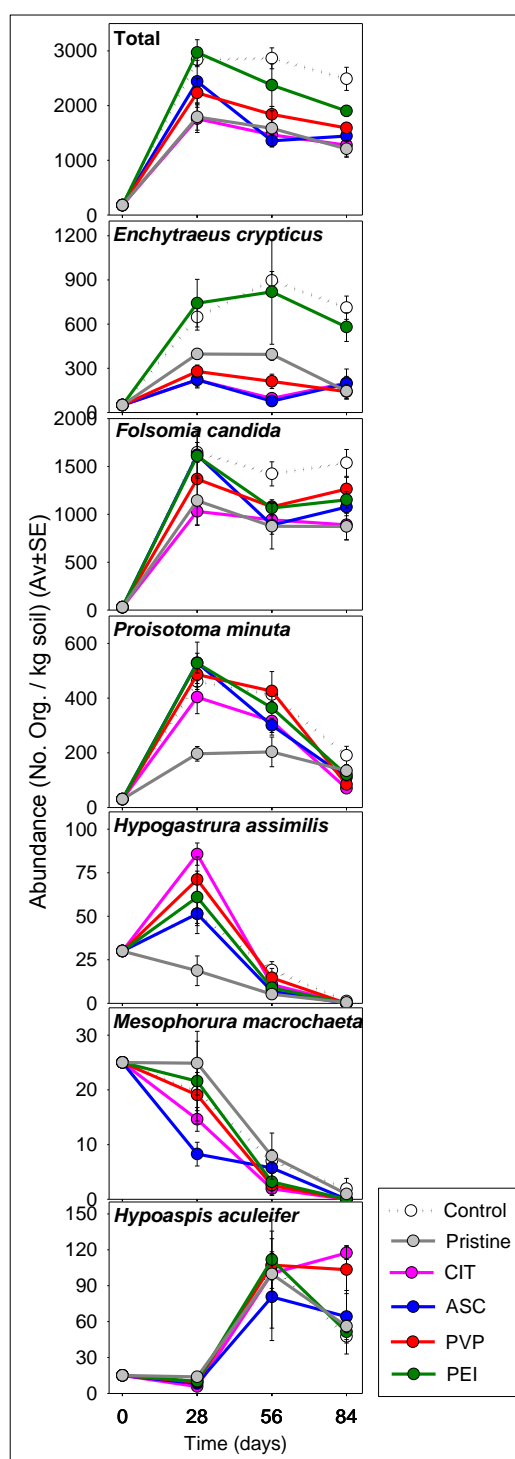 Total
3000
2000
1000
0
Enchytraeus crypticus
1200
900
600
300
0
Folsomia candida
2000
1500
1000
500
0
Proisotoma minuta
600
400
200
0
Hypogastrura assimilis
100
75
50
25
0
Mesophorura macrochaeta
30
20
10
0
Hypoaspis aculeifer
150
120
90
60
30
0
0 28 56 84
Time (days)
Abundance (No. Org. / kg soil) (Av±SE)
Control
Pristine
CIT
ASC
PVP
PEI